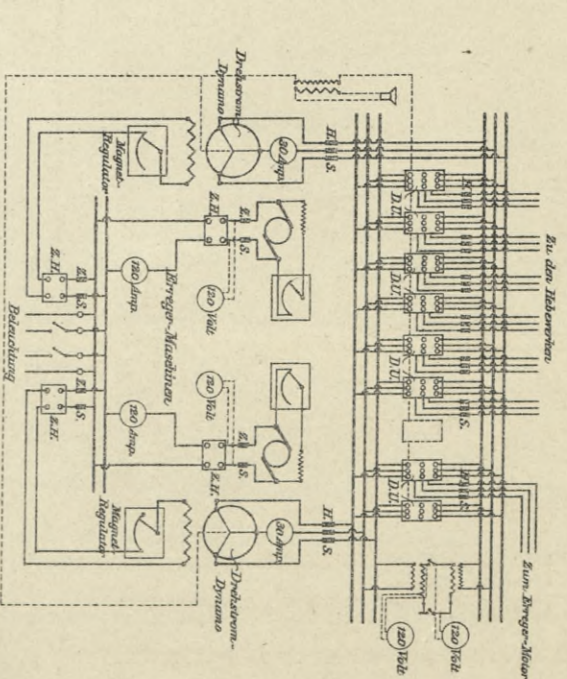 Zu den Hebewerken
Zum Erreger-Motor
H.
S.
H. S.
120 Volt
120 Volt
D.U.
D.U.
D.U.
D.U.
H. S.
H. S.
30 Amp.
30 Amp.
Drehstrom-
Dynamo
Drehstrom-
Dynamo
Z. S.
Z. S.
Z.H.
Z.H.
120 Volt
120 Volt
Erreger-Maschinen
120 Amp.
120 Amp.
Magnet-
Regulator
Magnet-
Regulator
Z. S.
Z. S.
Z.H.
Z.H.
Beleuchtung